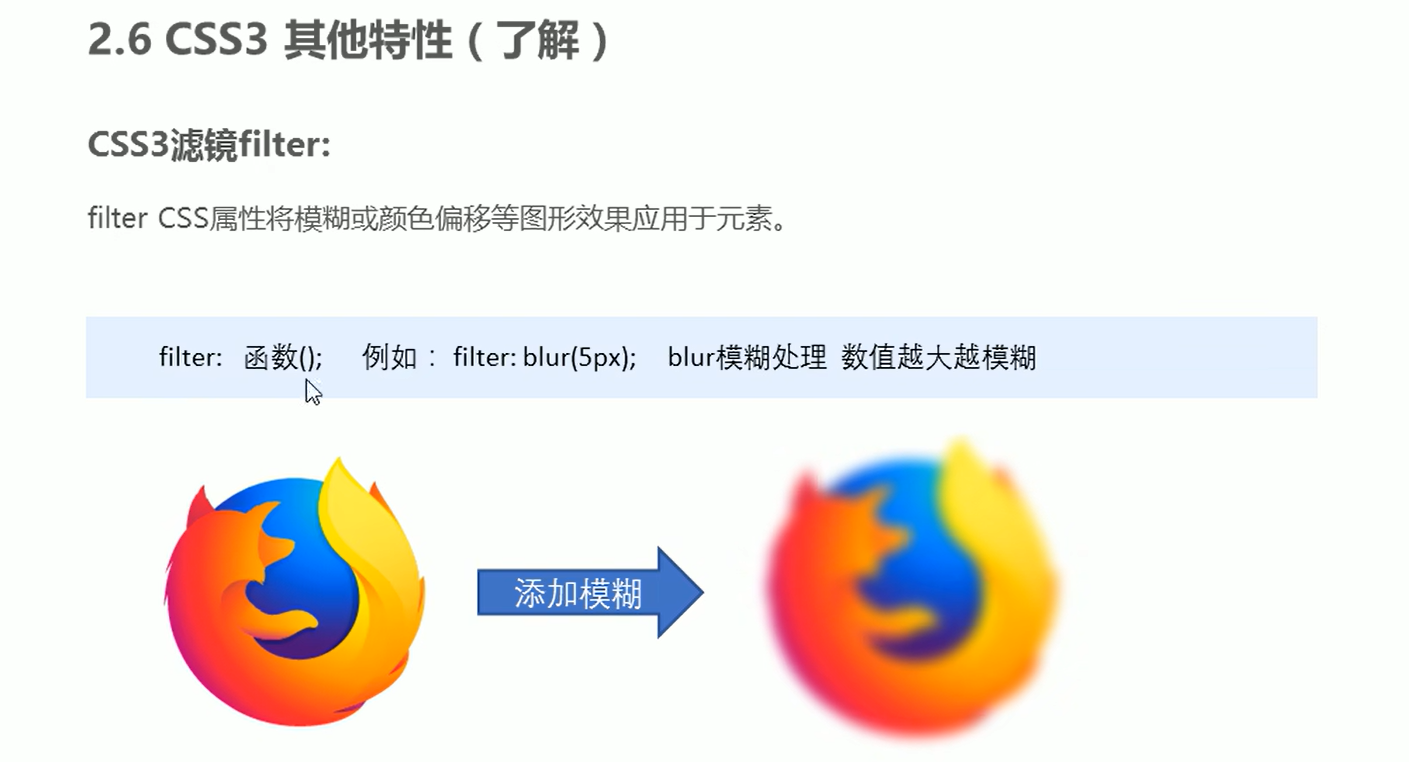 2.6 CSS3 其他特性（了解）
CSS3滤镜filter:
filter CSS属性将模糊或颜色偏移等图形效果应用于元素。
filter: 函数(); 例如： filter: blur(5px); blur模糊处理 数值越大越模糊
添加模糊